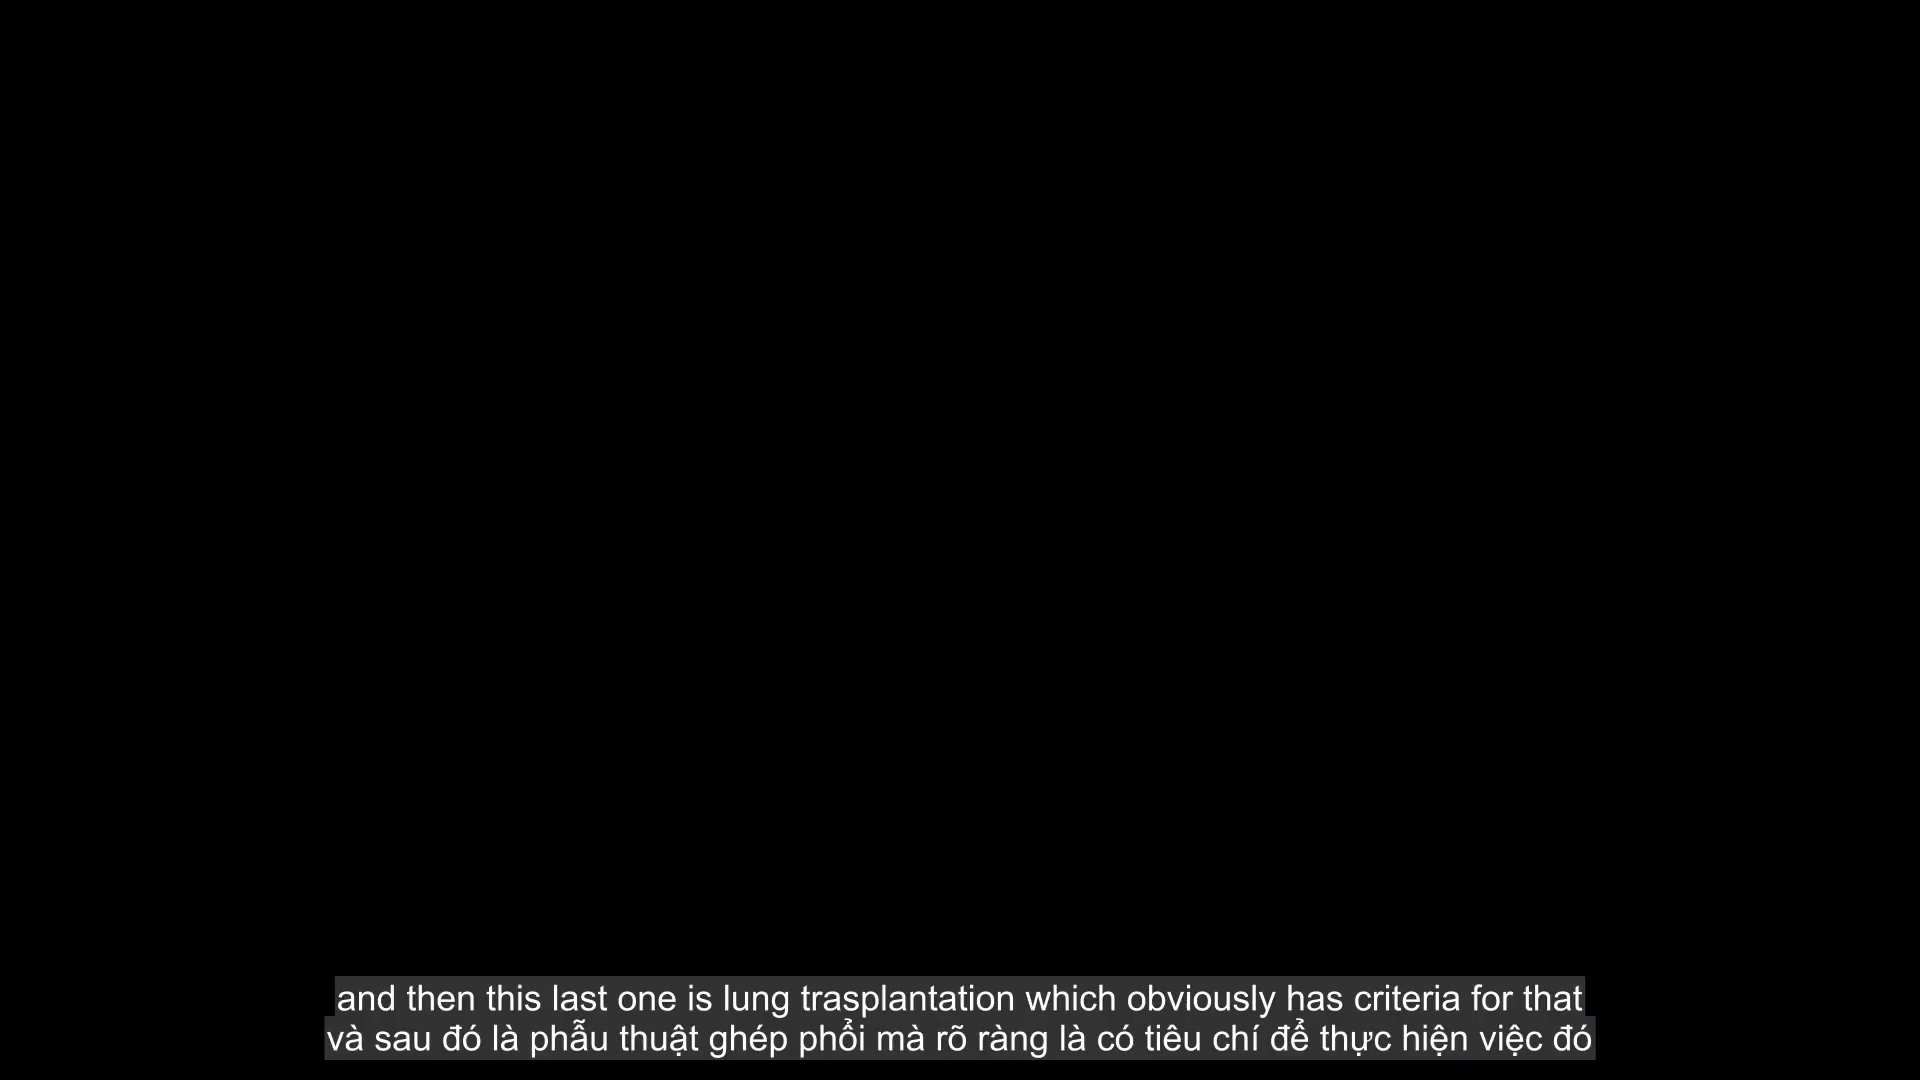 and then this last one is lung trasplantation which obviously has criteria for that
và sau đó là phẫu thuật ghép phổi mà rõ ràng là có tiêu chí để thực hiện việc đó